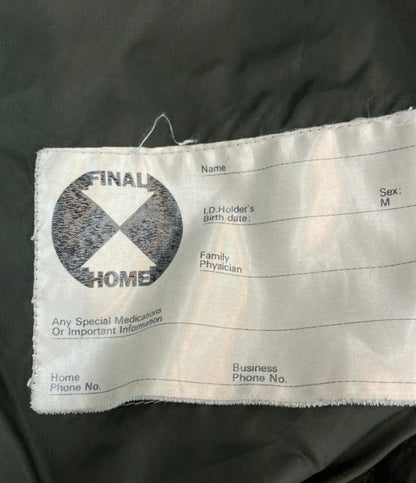 FINAL
HOME
Name
Sex:
M
I.D.Holder's
Birth date:
Family
Physician
Any Special Medications
Or Important Information
Home
Phone No.
Business
Phone No.